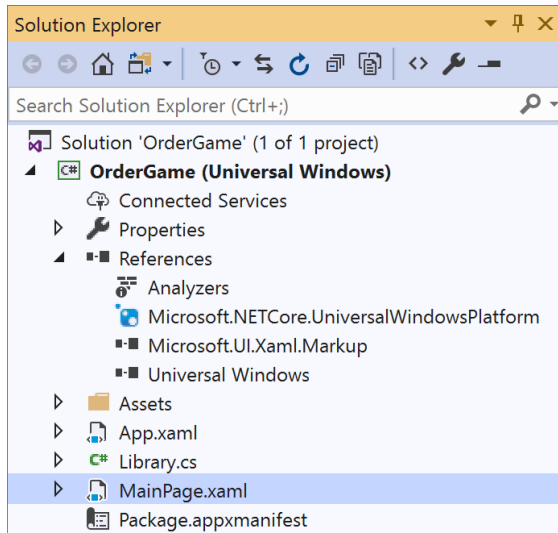 Solution Explorer
Search Solution Explorer (Ctrl+;)
Solution 'OrderGame' (1 of 1 project)
C# OrderGame (Universal Windows)
Connected Services
Properties
References
Analyzers
Microsoft.NETCore.UniversalWindowsPlatform
Microsoft.UI.Xaml.Markup
Universal Windows
Assets
App.xaml
C# Library.cs
MainPage.xaml
Package.appxmanifest